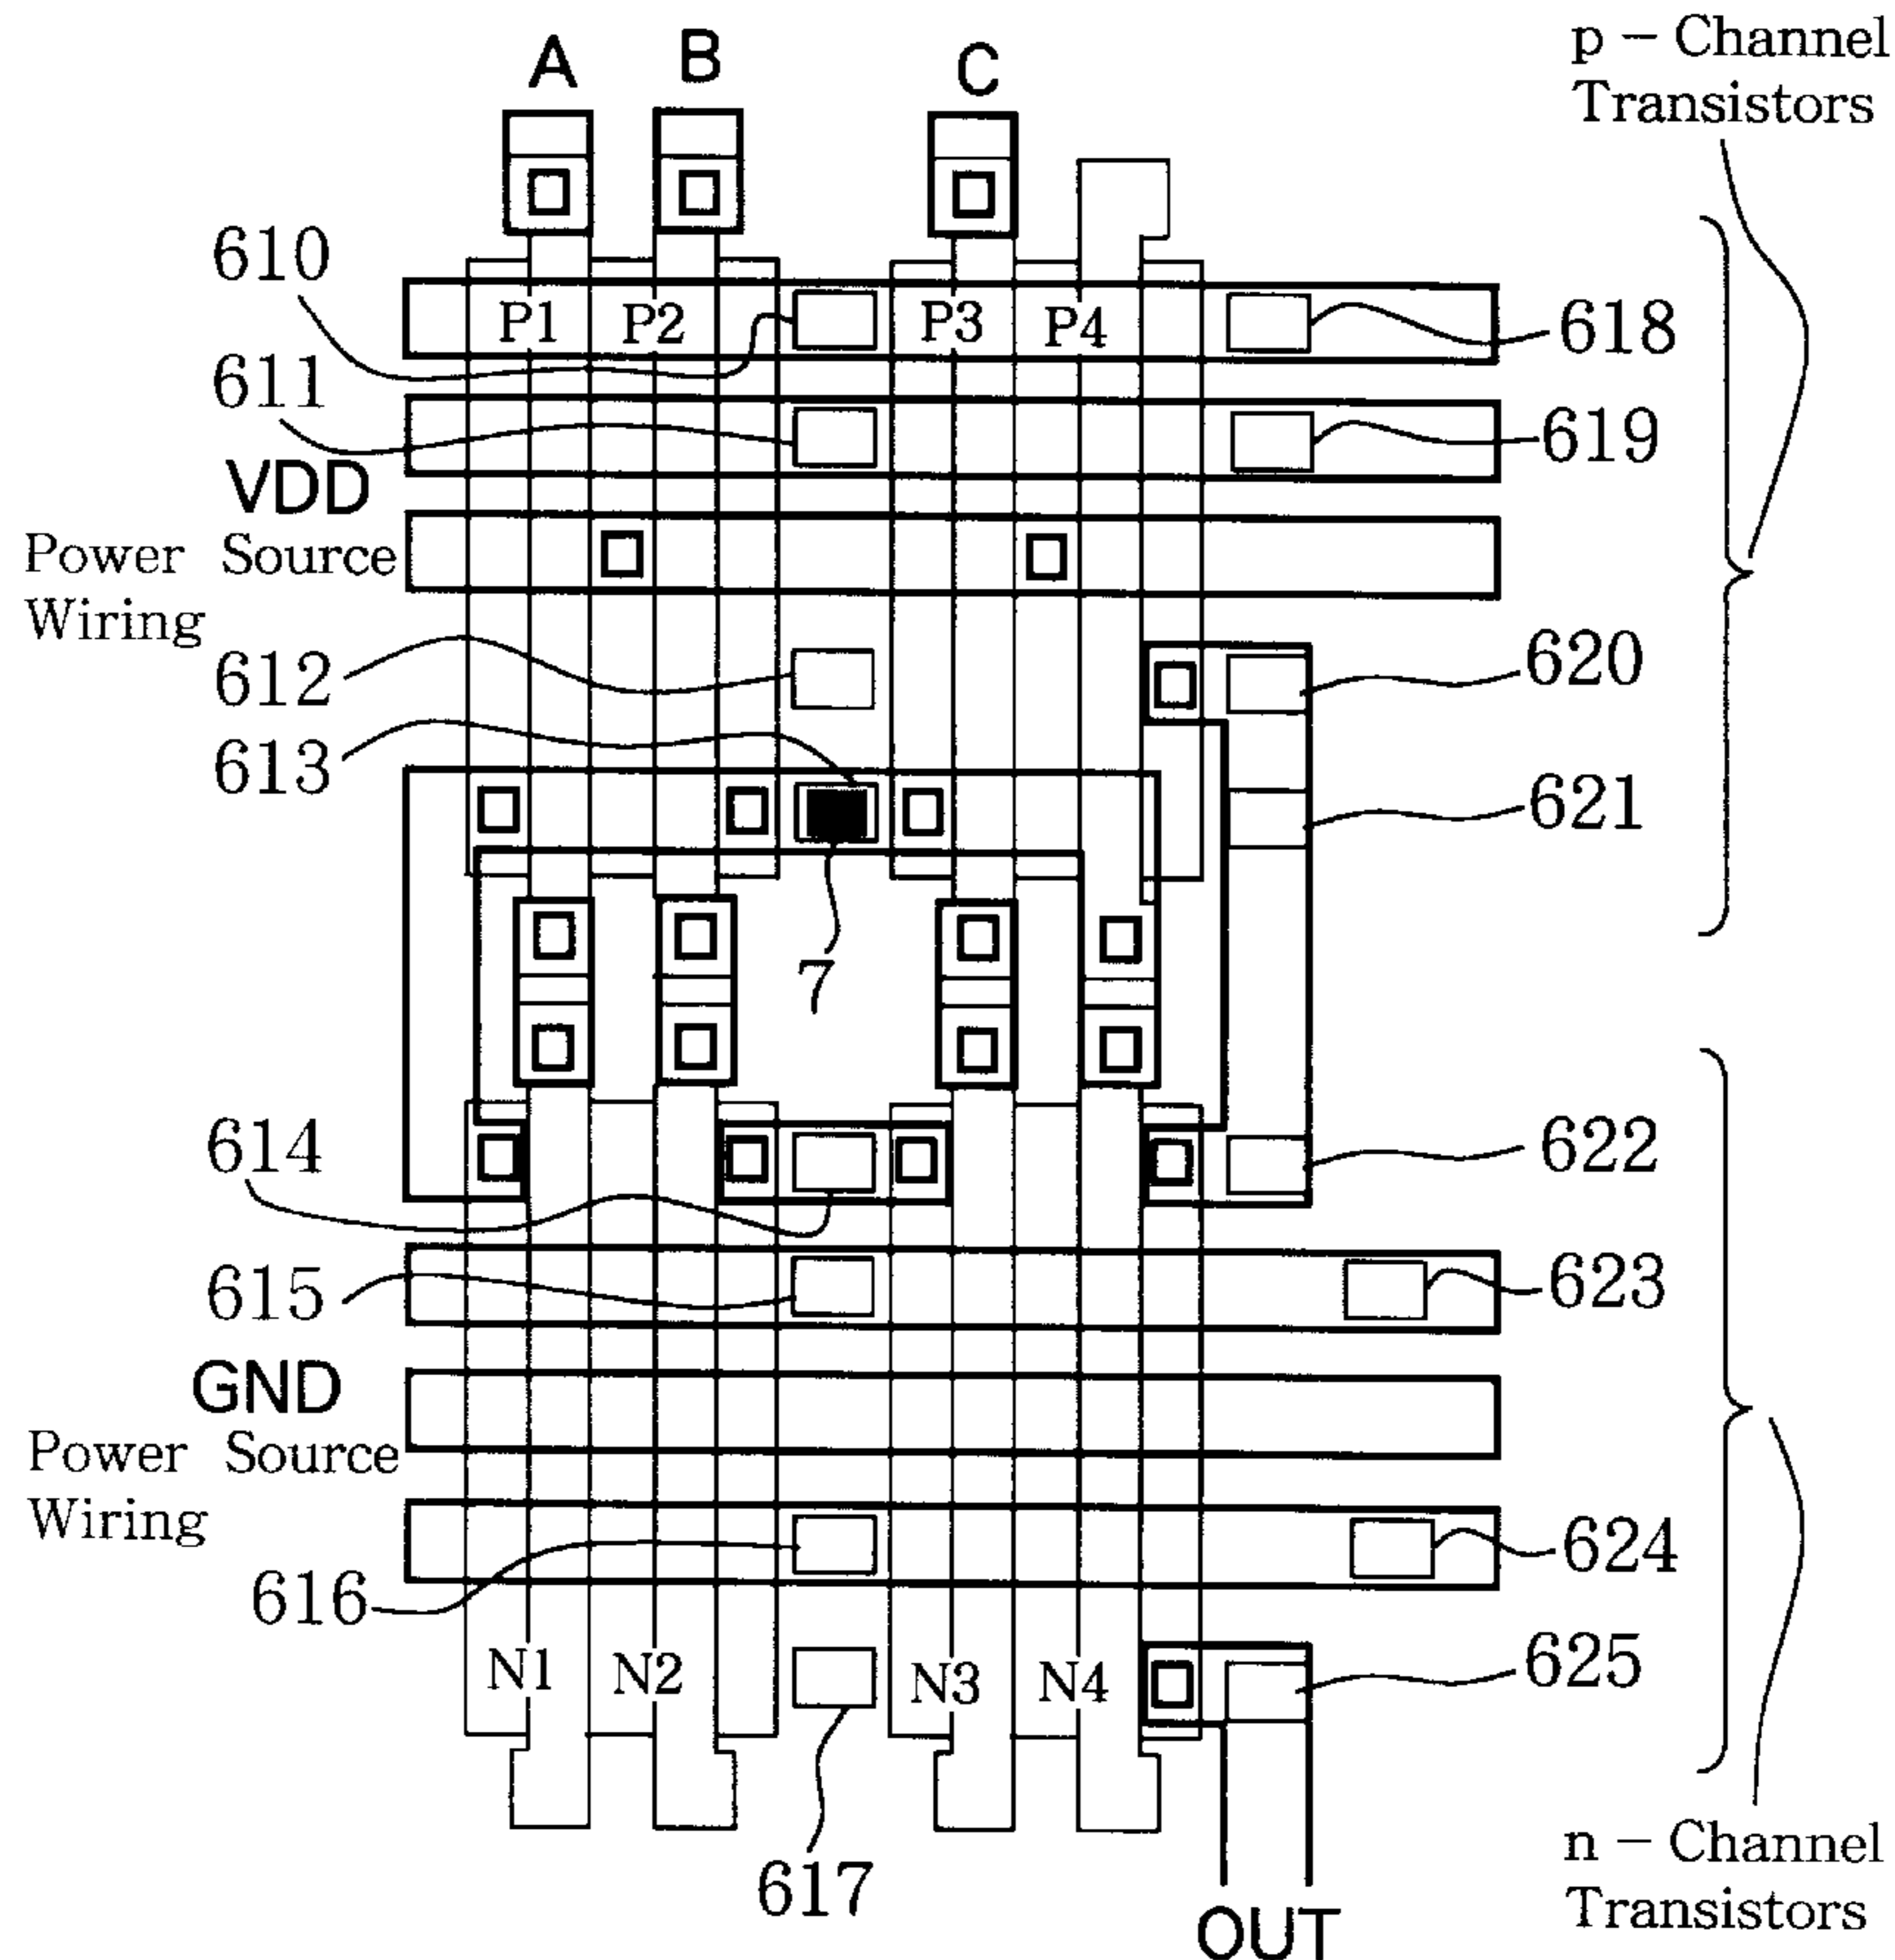 p – Channel
Transistors
A
B
C
610
P1
P2
P3
P4
618
611
619
VDD
Power Source
Wiring
612
620
613
621
7
614
622
615
623
GND
Power Source
Wiring
616
624
N1
N2
N3
N4
625
617
n – Channel
Transistors
OUT